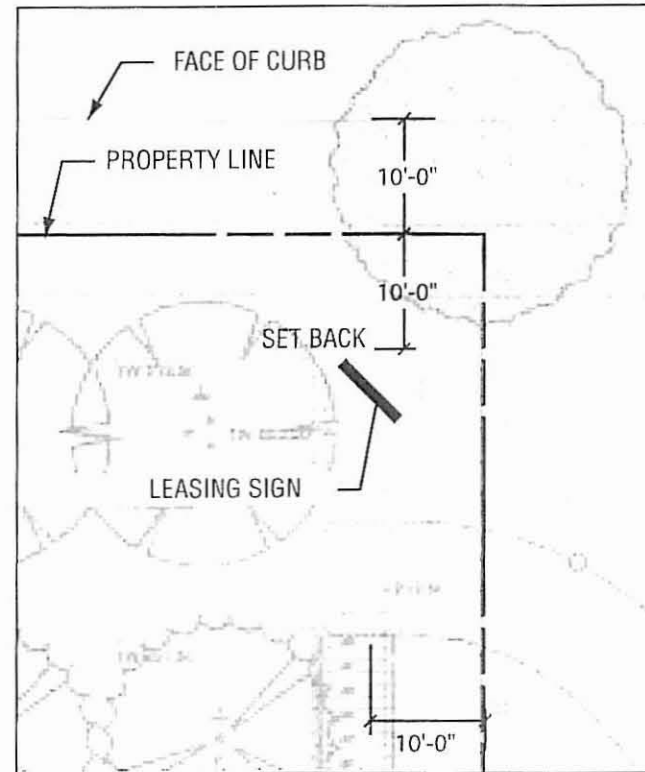 FACE OF CURB
PROPERTY LINE
10'-0"
10'-0"
SET BACK
LEASING SIGN
10'-0"